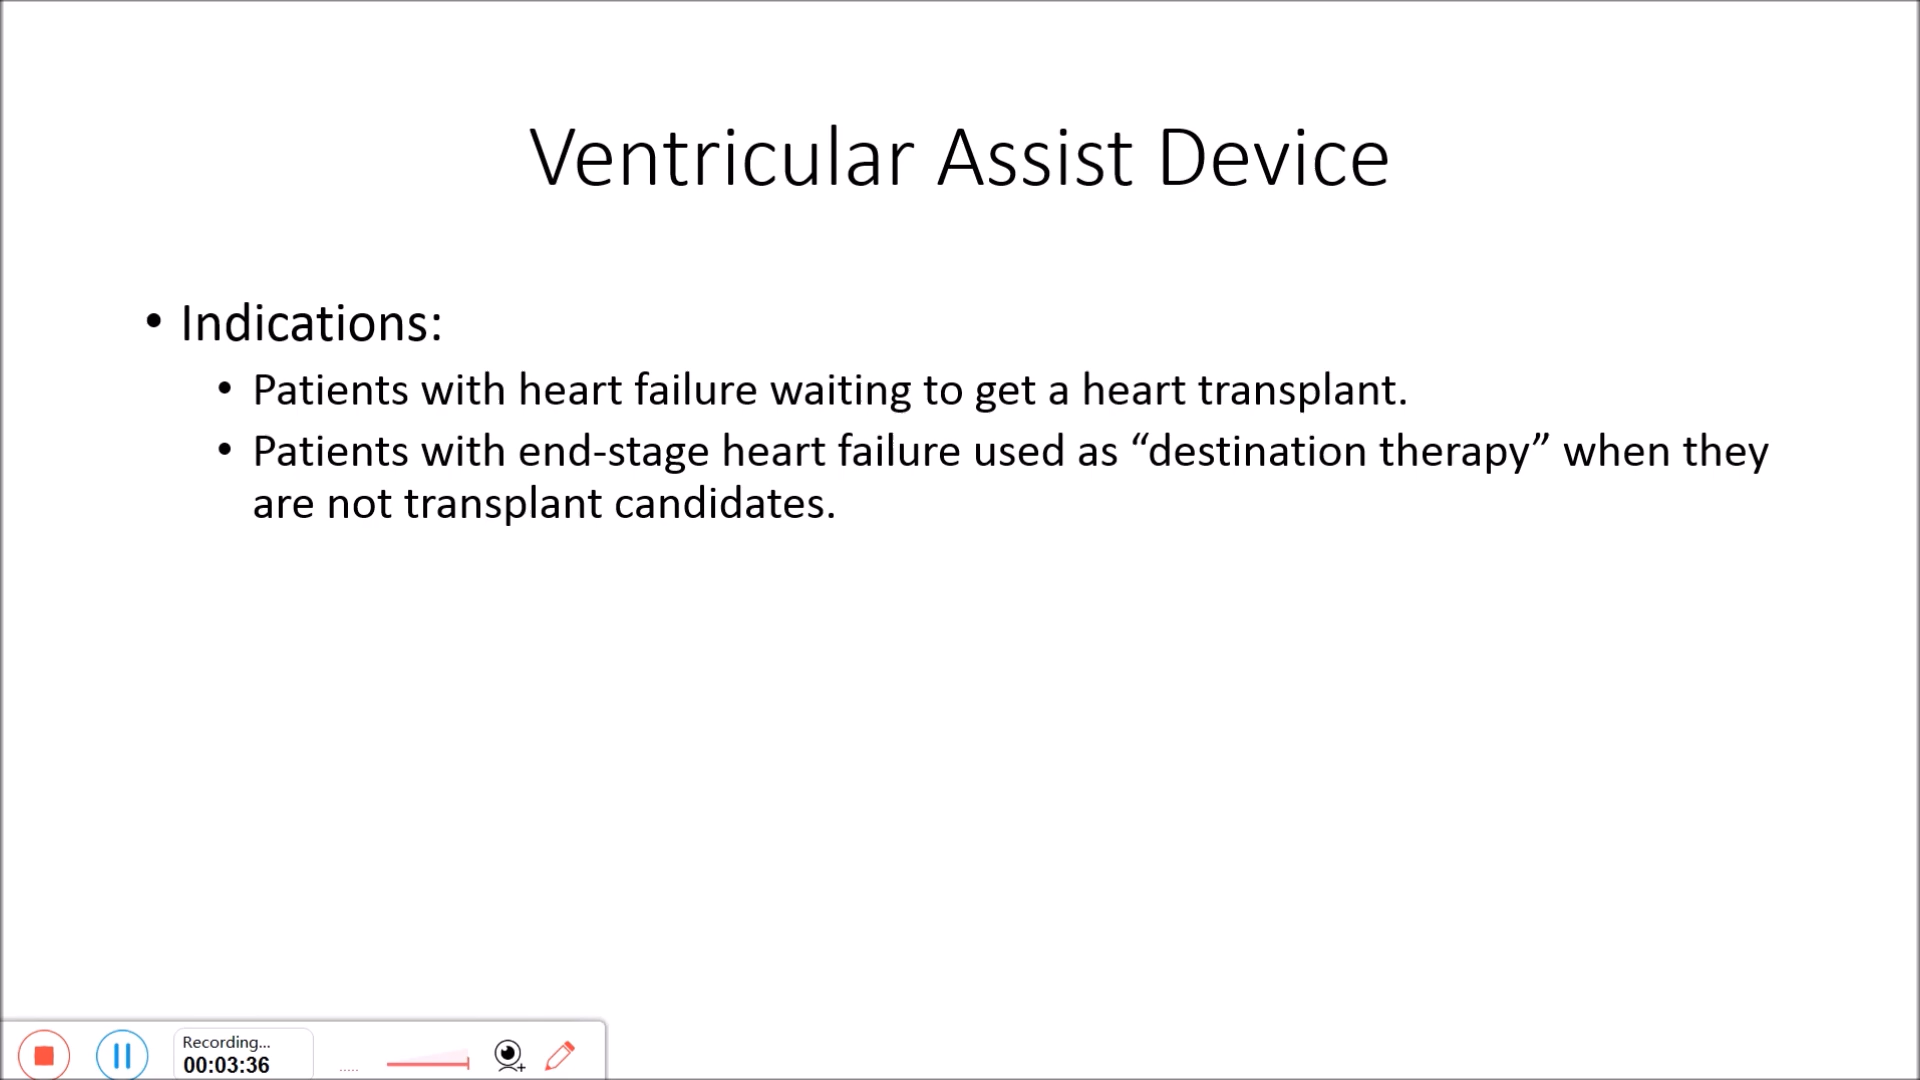 Ventricular Assist Device
• Indications:
• Patients with heart failure waiting to get a heart transplant.
• Patients with end-stage heart failure used as “destination therapy” when they
are not transplant candidates.
Recording...
00:03:36